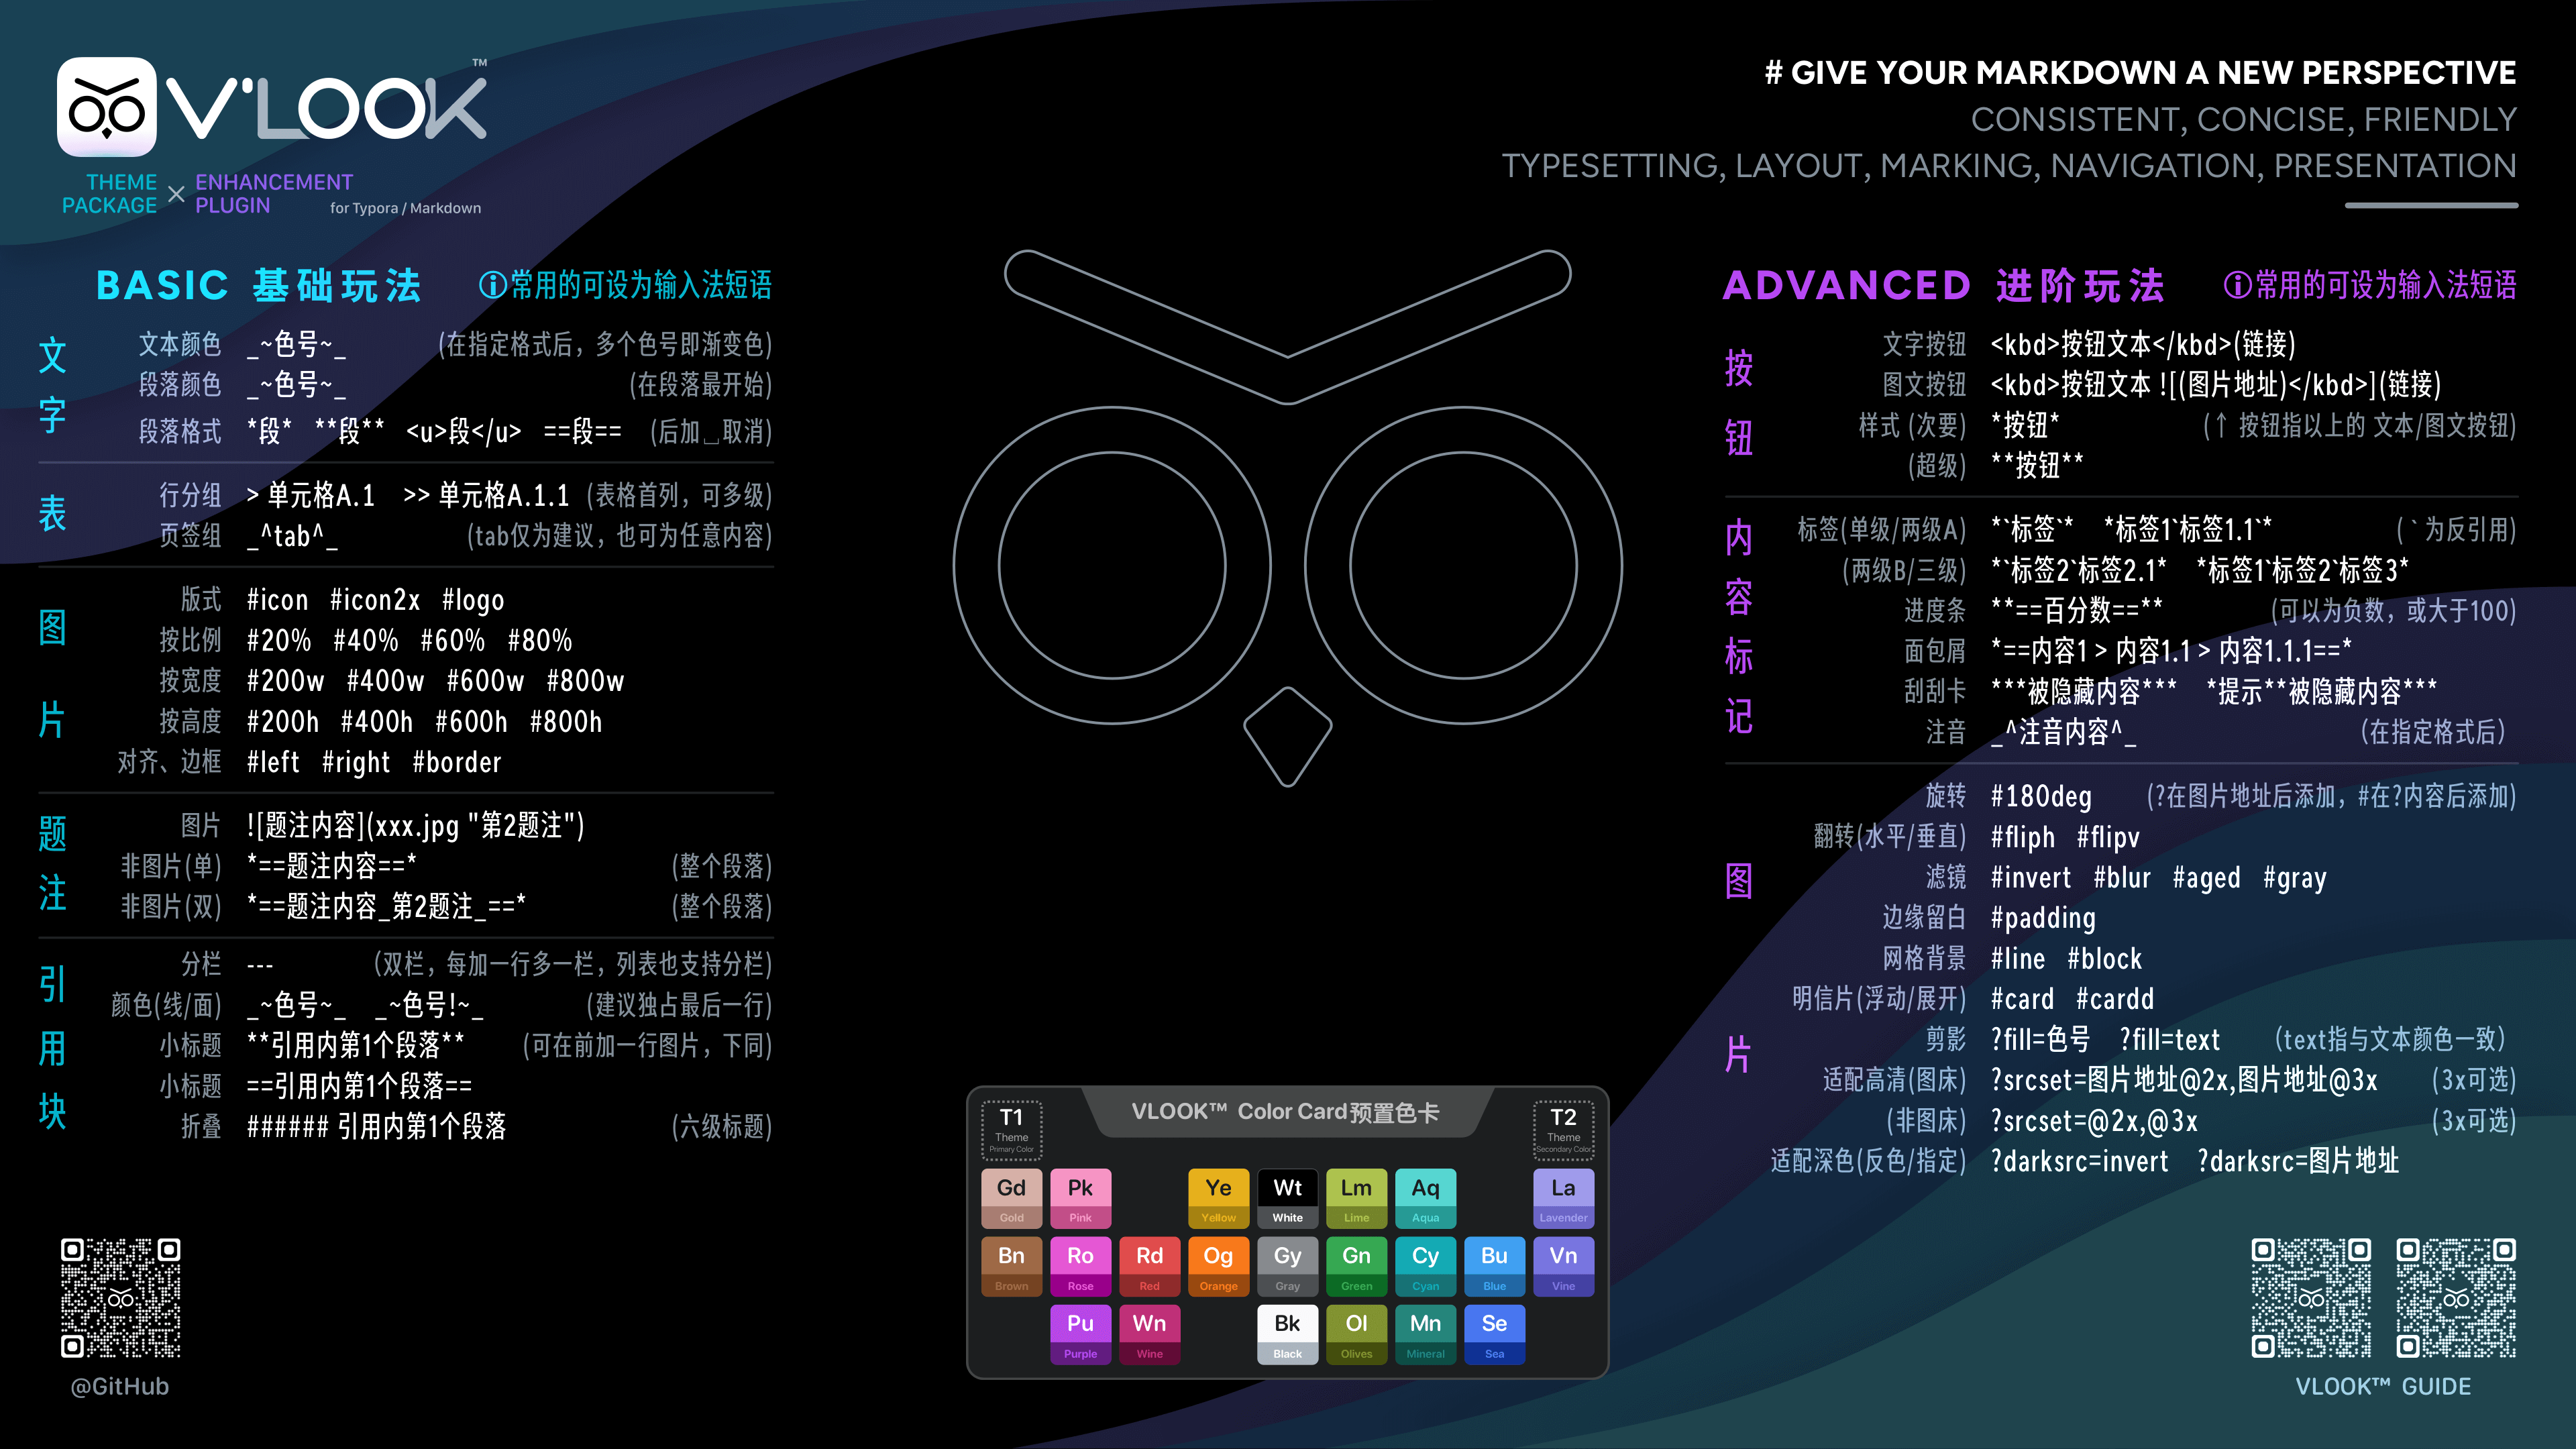 V'LOOK™
THEME PACKAGE × ENHANCEMENT PLUGIN
for Typora / Markdown
# GIVE YOUR MARKDOWN A NEW PERSPECTIVE
CONSISTENT, CONCISE, FRIENDLY
TYPESETTING, LAYOUT, MARKING, NAVIGATION, PRESENTATION
BASIC 基础玩法 ⓘ常用的可设为输入法短语
文字
文本颜色 _~色号~_ (在指定格式后，多个色号即渐变色)
段落颜色 _~色号~_ (在段落最开始)
段落格式 *段* **段** <u>段</u> ==段== (后加␣取消)
表
行分组 > 单元格A.1 >> 单元格A.1.1 (表格首列，可多级)
页签组 _^tab^_ (tab仅为建议，也可为任意内容)
图片
版式 #icon #icon2x #logo
按比例 #20% #40% #60% #80%
按宽度 #200w #400w #600w #800w
按高度 #200h #400h #600h #800h
对齐、边框 #left #right #border
题注
图片 ![题注内容](xxx.jpg "第2题注")
非图片(单) *==题注内容==* (整个段落)
非图片(双) *==题注内容_第2题注_==* (整个段落)
引用块
分栏 --- (双栏，每加一行多一栏，列表也支持分栏)
颜色(线/面) _~色号~_ _~色号!~_ (建议独占最后一行)
小标题 **引用内第1个段落** (可在前加一行图片，下同)
小标题 ==引用内第1个段落==
折叠 ###### 引用内第1个段落 (六级标题)
@GitHub
ADVANCED 进阶玩法 ⓘ常用的可设为输入法短语
按钮
文字按钮 <kbd>按钮文本</kbd>(链接)
图文按钮 <kbd>按钮文本 ![(图片地址)</kbd>](链接)
样式 (次要) *按钮* (↑ 按钮指以上的 文本/图文按钮)
(超级) **按钮**
内容标记
标签(单级/两级A) *`标签`* *标签1`标签1.1`* (`为反引用)
(两级B/三级) *`标签2`标签2.1* *标签1`标签2`标签3*
进度条 **==百分数==** (可以为负数，或大于100)
面包屑 *==内容1 > 内容1.1 > 内容1.1.1==*
刮刮卡 ***被隐藏内容*** *提示**被隐藏内容***
注音 _^注音内容^_ (在指定格式后)
图片
旋转 #180deg (?在图片地址后添加，#在?内容后添加)
翻转(水平/垂直) #fliph #flipv
滤镜 #invert #blur #aged #gray
边缘留白 #padding
网格背景 #line #block
明信片(浮动/展开) #card #cardd
剪影 ?fill=色号 ?fill=text (text指与文本颜色一致)
适配高清(图床) ?srcset=图片地址@2x,图片地址@3x (3x可选)
(非图床) ?srcset=@2x,@3x (3x可选)
适配深色(反色/指定) ?darksrc=invert ?darksrc=图片地址
VLOOK™ GUIDE
VLOOK™ Color Card预置色卡
T1 Theme Primary Color
T2 Theme Secondary Color
Gd Pk Ye Wt Lm Aq La
Gold Pink Yellow White Lime Aqua Lavender
Bn Ro Rd Og Gy Gn Cy Bu Vn
Brown Rose Red Orange Gray Green Cyan Blue Vine
Pu Wn Bk Ol Mn Se
Purple Wine Black Olives Mineral Sea